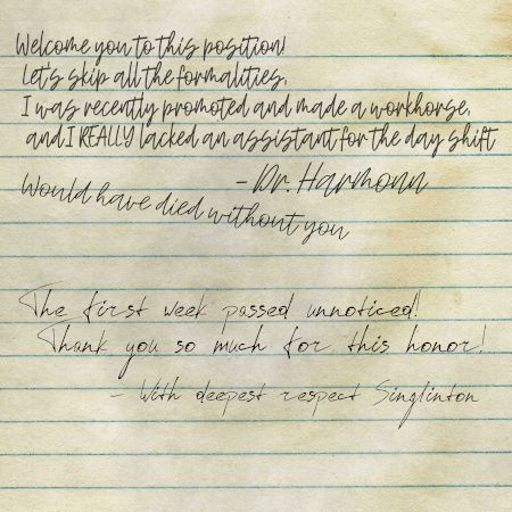 Welcome you to this position!
Let's skip all the formalities.
I was recently promoted and made a workhorse,
and I REALLY lacked an assistant for the day shift
- Dr. Harmonn
Would have died without you
The first week passed unnoticed!
Thank you so much for this honor!
- With deepest respect Singlinton